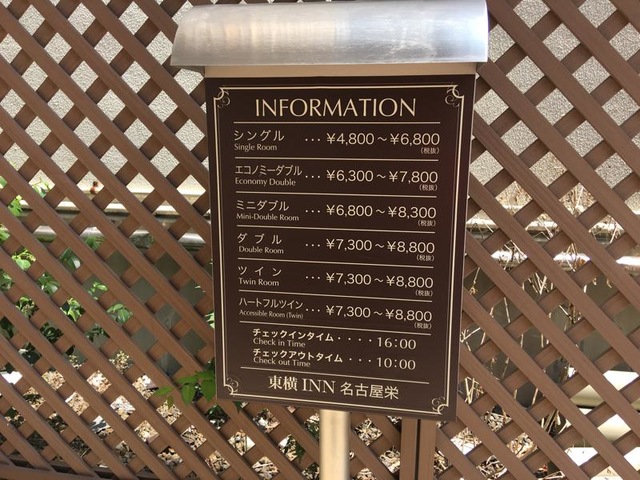 INFORMATION
シングル ・・・ ¥4,800～¥6,800
Single Room (税抜)
エコノミーダブル ・・・ ¥6,300～¥7,800
Economy Double (税抜)
ミニダブル ・・・ ¥6,800～¥8,300
Mini-Double Room (税抜)
ダブル ・・・ ¥7,300～¥8,800
Double Room (税抜)
ツイン ・・・ ¥7,300～¥8,800
Twin Room (税抜)
ハートフルツイン ・・・ ¥7,300～¥8,800
Accessible Room (Twin) (税抜)
チェックインタイム ・・・・ 16:00
Check in Time
チェックアウトタイム ・・・・ 10:00
Check out Time
東横 INN 名古屋栄